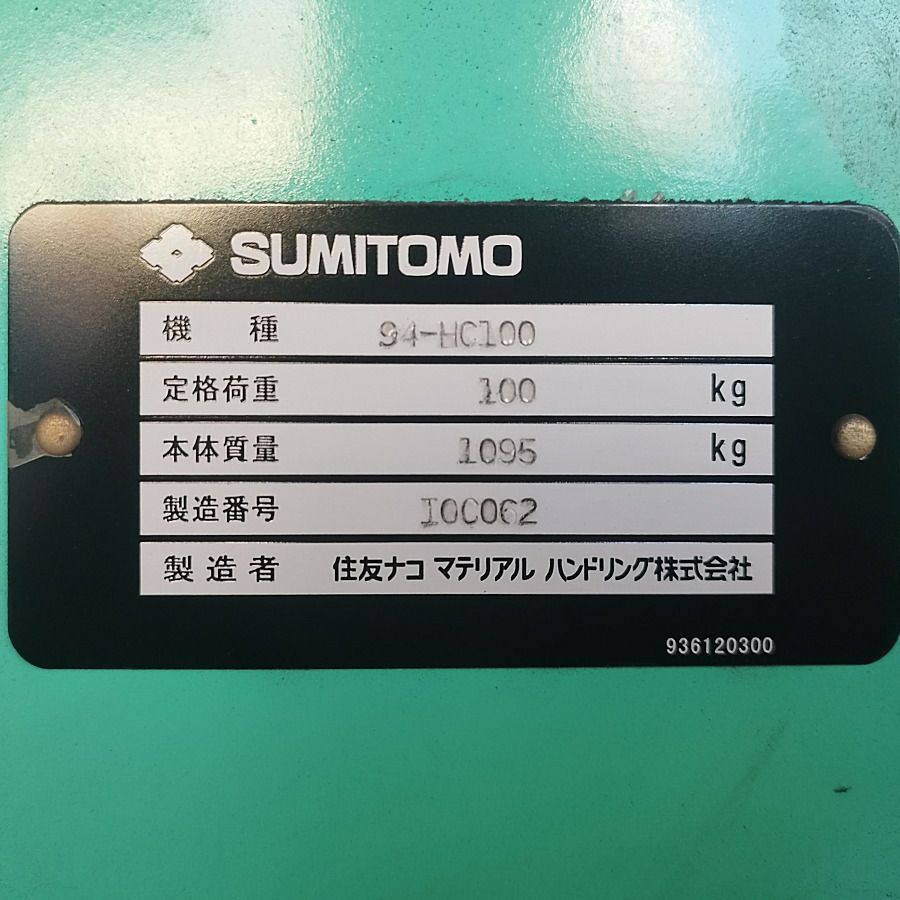 SUMITOMO
機 種 94-HC100
定格荷重 100 kg
本体質量 1095 kg
製造番号 I0C062
製造者 住友ナコ マテリアル ハンドリング株式会社
936120300